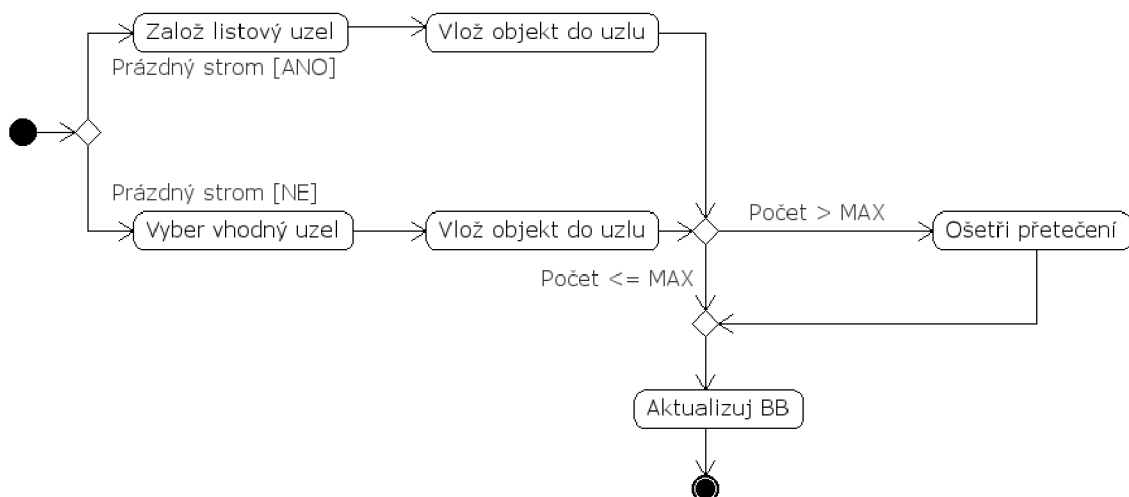 Založ listový uzel
Vlož objekt do uzlu
Prázdný strom [ANO]
Prázdný strom [NE]
Vyber vhodný uzel
Vlož objekt do uzlu
Počet > MAX
Ošetři přetečení
Počet <= MAX
Aktualizuj BB